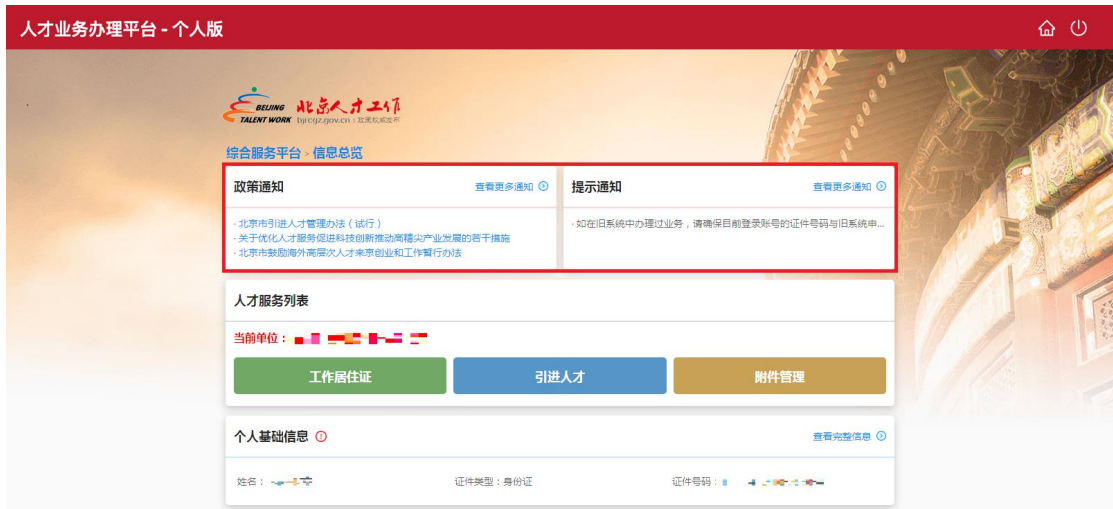 人才业务办理平台 - 个人版
BEIJING
TALENT WORK
北京人才工作
bjrcgz.gov.cn | 政策权威发布
综合服务平台 > 信息总览
政策通知
查看更多通知
· 北京市引进人才管理办法（试行）
· 关于优化人才服务促进科技创新推动高精尖产业发展的若干措施
· 北京市鼓励海外高层次人才来京创业和工作暂行办法
提示通知
查看更多通知
· 如在旧系统中办理过业务，请确保目前登录账号的证件号码与旧系统申...
人才服务列表
当前单位：
工作居住证
引进人才
附件管理
个人基础信息
查看完整信息
姓名：
证件类型：身份证
证件号码：